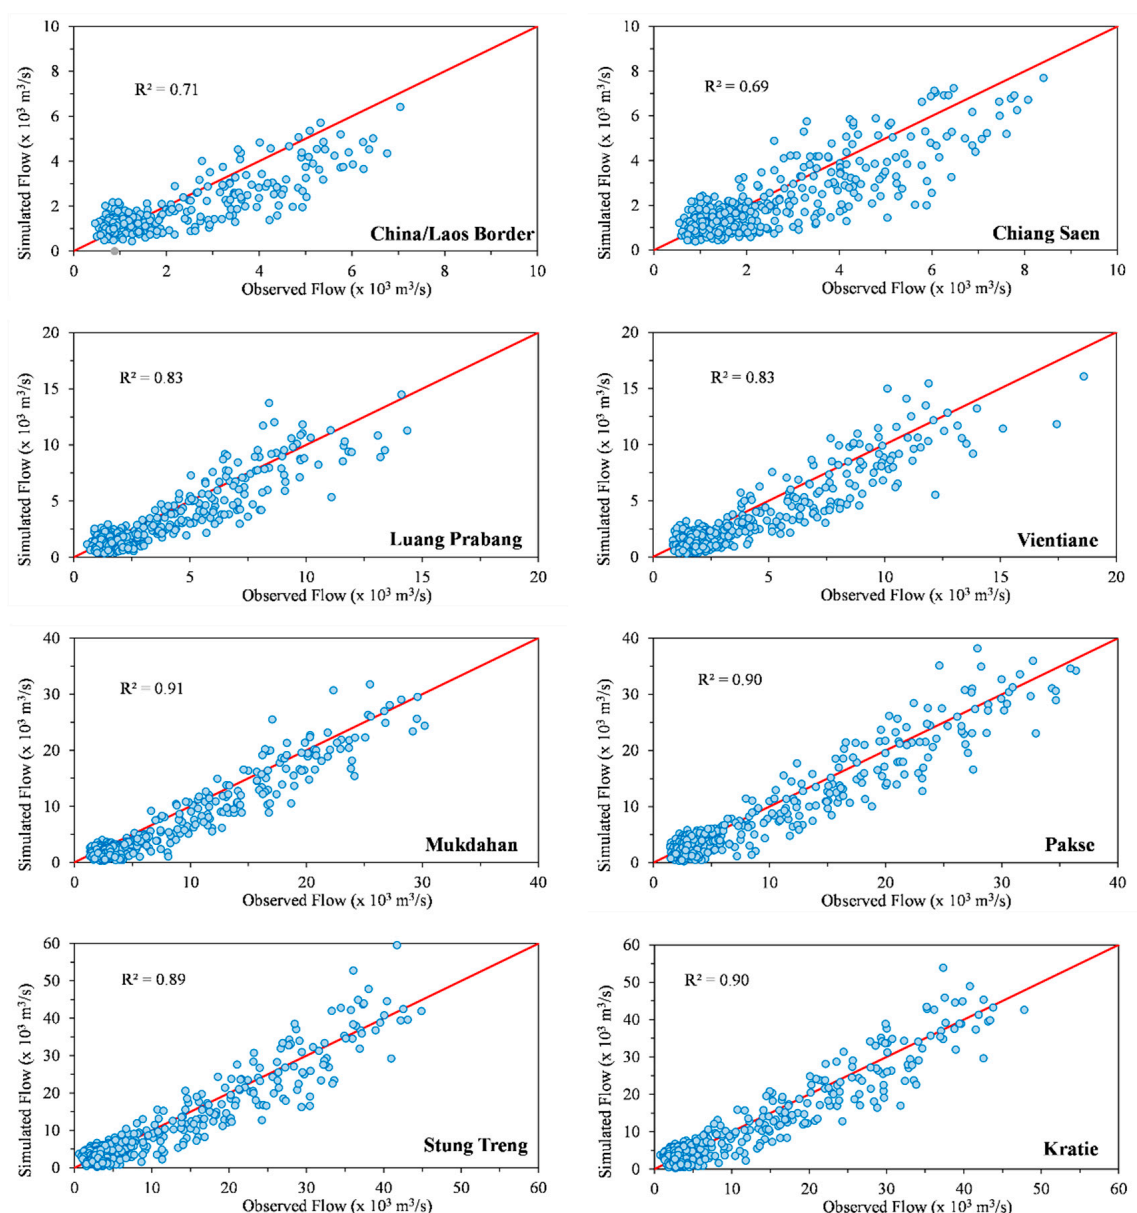 10
8
6
4
2
0
Simulated Flow (x 10³ m³/s)
R² = 0.71
China/Laos Border
0 2 4 6 8 10
Observed Flow (x 10³ m³/s)
10
8
6
4
2
0
Simulated Flow (x 10³ m³/s)
R² = 0.69
Chiang Saen
0 2 4 6 8 10
Observed Flow (x 10³ m³/s)
20
15
10
5
0
Simulated Flow (x 10³ m³/s)
R² = 0.83
Luang Prabang
0 5 10 15 20
Observed Flow (x 10³ m³/s)
20
15
10
5
0
Simulated Flow (x 10³ m³/s)
R² = 0.83
Vientiane
0 5 10 15 20
Observed Flow (x 10³ m³/s)
40
30
20
10
0
Simulated Flow (x 10³ m³/s)
R² = 0.91
Mukdahan
0 10 20 30 40
Observed Flow (x 10³ m³/s)
40
30
20
10
0
Simulated Flow (x 10³ m³/s)
R² = 0.90
Pakse
0 10 20 30 40
Observed Flow (x 10³ m³/s)
60
50
40
30
20
10
0
Simulated Flow (x 10³ m³/s)
R² = 0.89
Stung Treng
0 10 20 30 40 50 60
Observed Flow (x 10³ m³/s)
60
50
40
30
20
10
0
Simulated Flow (x 10³ m³/s)
R² = 0.90
Kratie
0 10 20 30 40 50 60
Observed Flow (x 10³ m³/s)